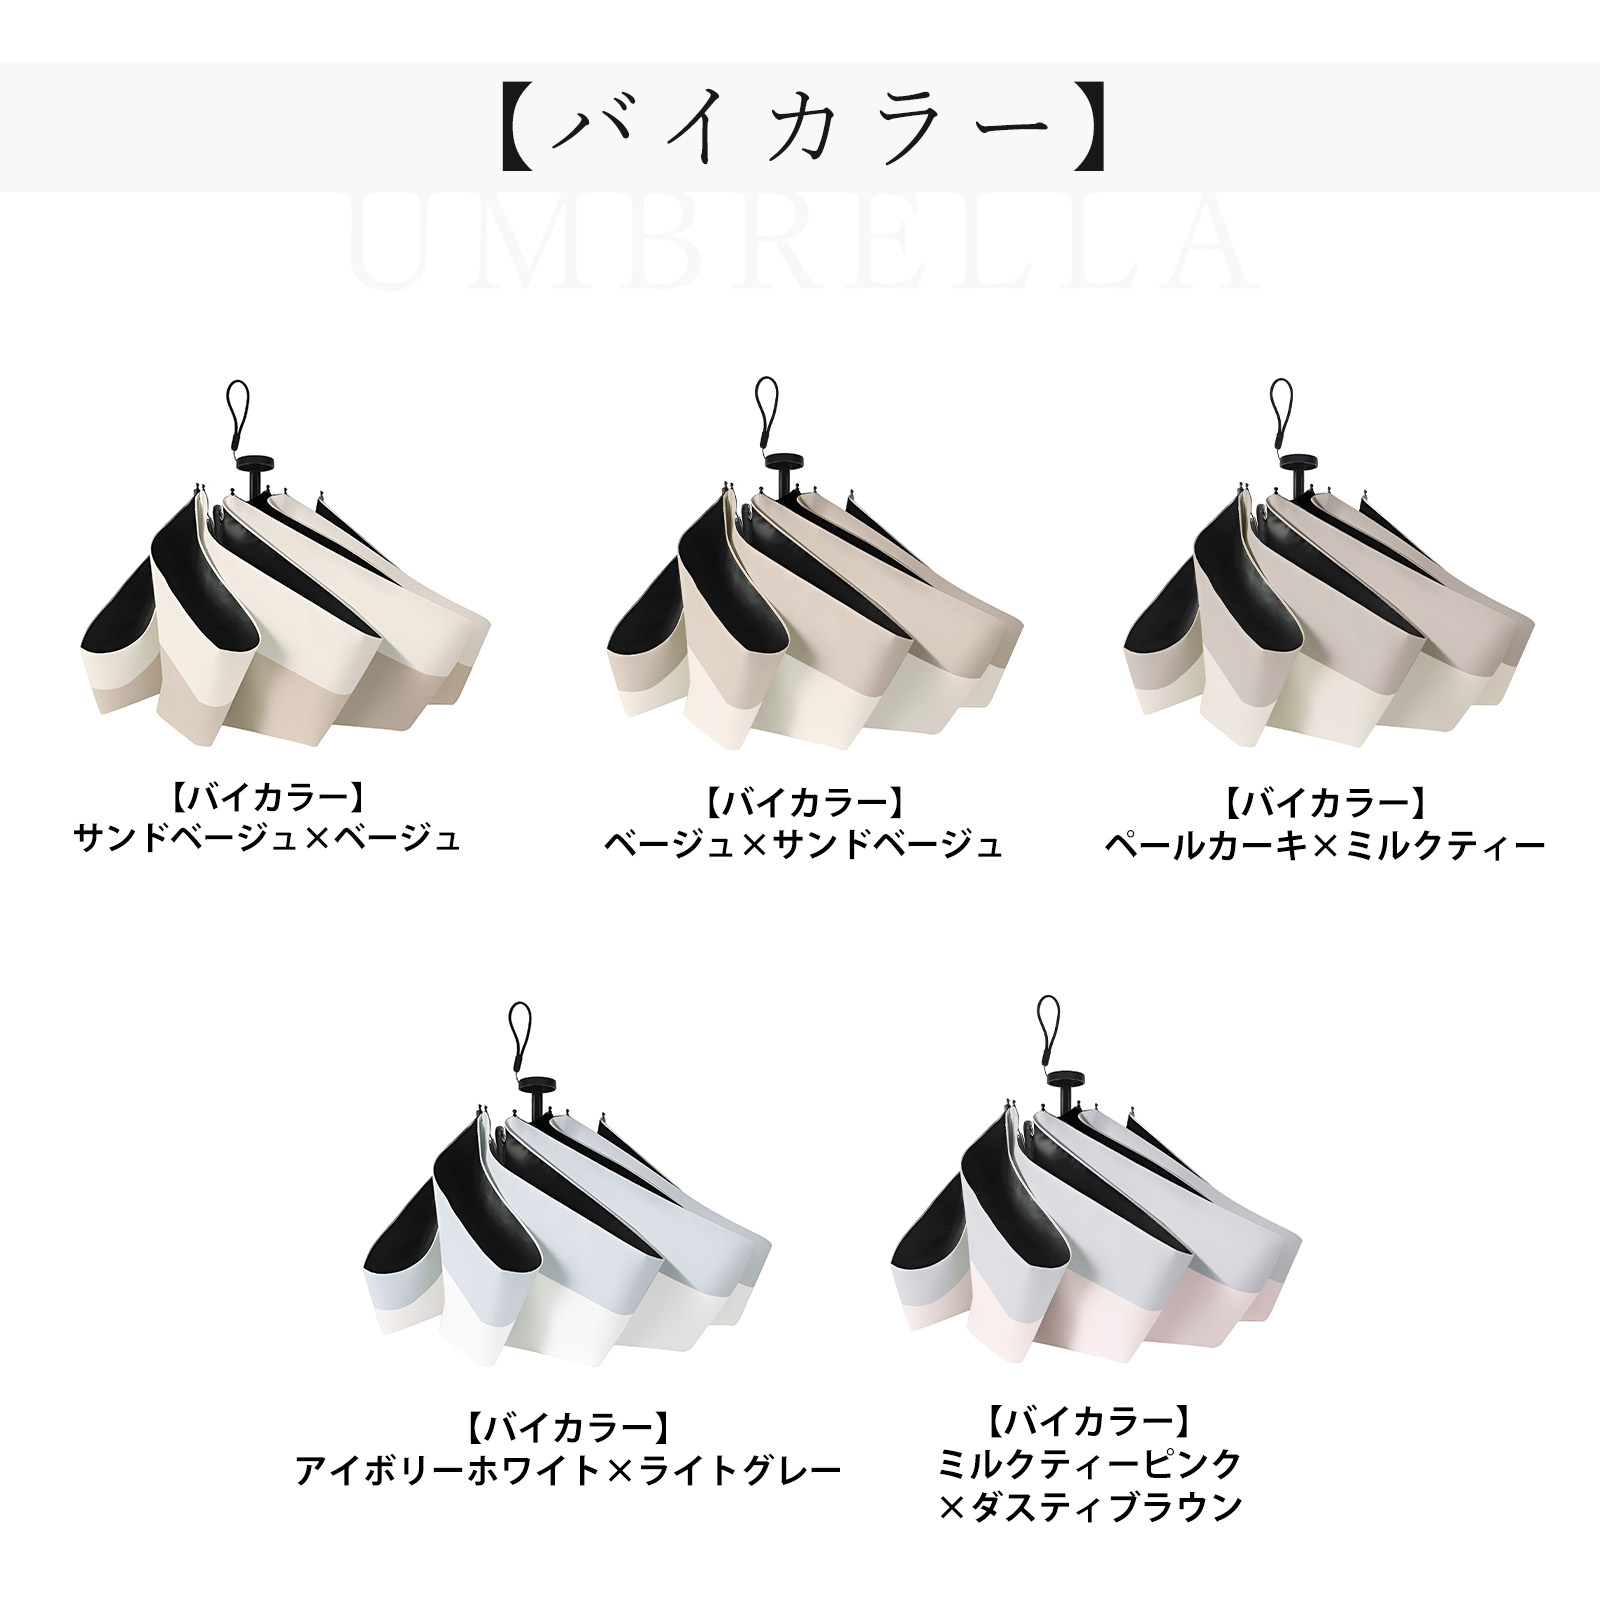 【バイカラー】
UMBRELLA
【バイカラー】
サンドベージュ×ベージュ
【バイカラー】
ベージュ×サンドベージュ
【バイカラー】
ペールカーキ×ミルクティー
【バイカラー】
アイボリーホワイト×ライトグレー
【バイカラー】
ミルクティーピンク
×ダスティブラウン